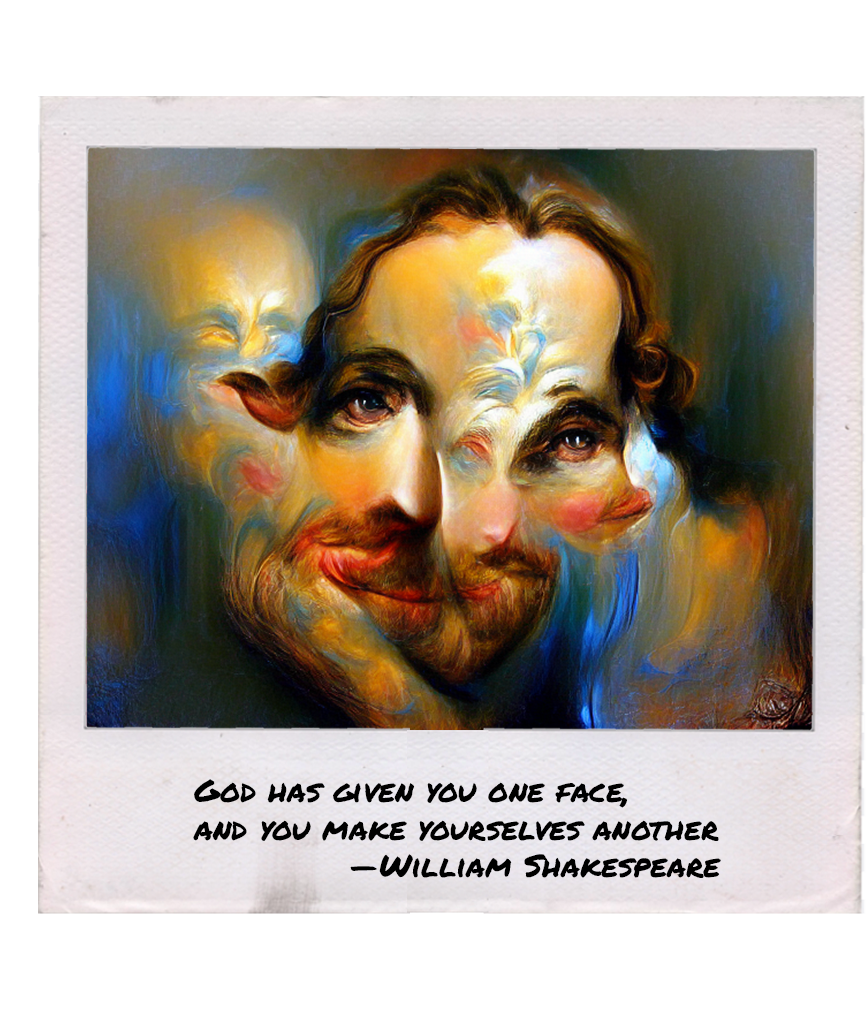 God has given you one face,
and you make yourselves another
—William Shakespeare